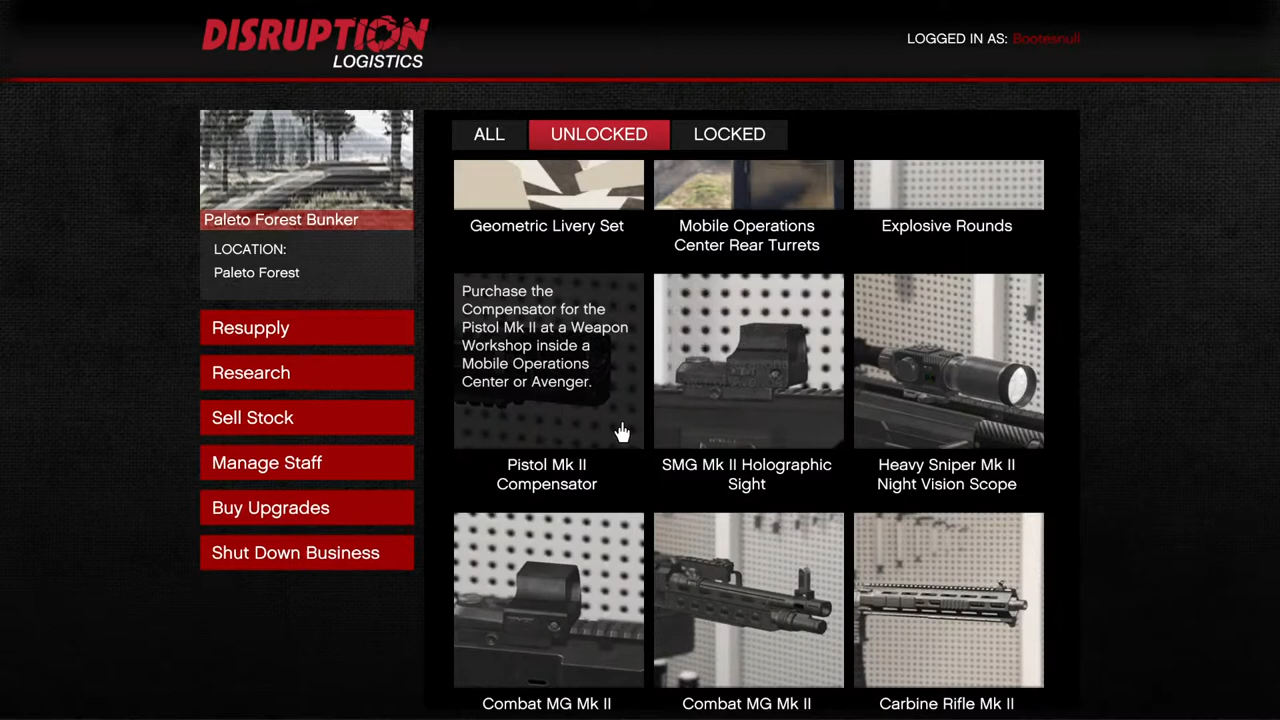 DISRUPTION
LOGISTICS
LOGGED IN AS: Bootesnull
Paleto Forest Bunker
LOCATION:
Paleto Forest
Resupply
Research
Sell Stock
Manage Staff
Buy Upgrades
Shut Down Business
ALL
UNLOCKED
LOCKED
Geometric Livery Set
Mobile Operations
Center Rear Turrets
Explosive Rounds
Purchase the
Compensator for the
Pistol Mk II at a Weapon
Workshop inside a
Mobile Operations
Center or Avenger.
Pistol Mk II
Compensator
SMG Mk II Holographic
Sight
Heavy Sniper Mk II
Night Vision Scope
Combat MG Mk II
Combat MG Mk II
Carbine Rifle Mk II